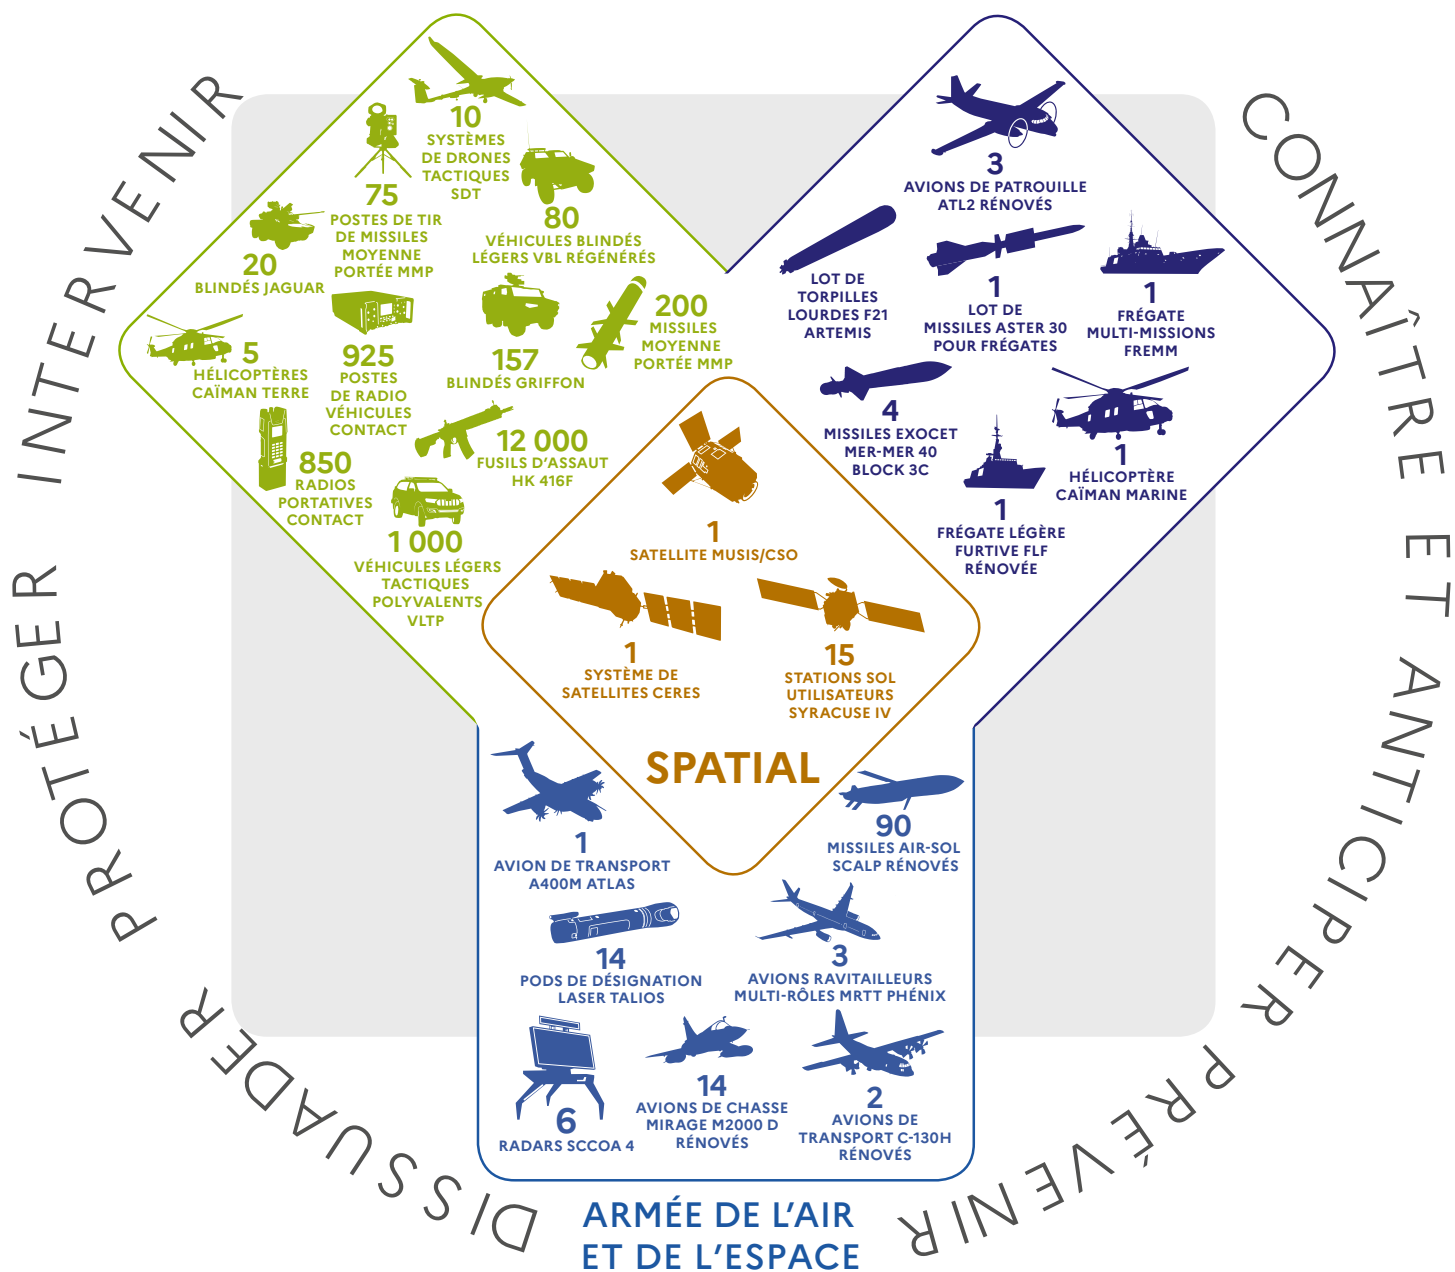 INTERVENIR
PROTÉGER
DISSUADER
PRÉVENIR
CONNAÎTRE ET ANTICIPER
10
SYSTÈMES
DE DRONES
TACTIQUES
SDT
75
POSTES DE TIR
DE MISSILES
MOYENNE
PORTÉE MMP
80
VÉHICULES BLINDÉS
LÉGERS VBL RÉGÉNÉRÉS
20
BLINDÉS JAGUAR
200
MISSILES
MOYENNE
PORTÉE MMP
5
HÉLICOPTÈRES
CAÏMAN TERRE
925
POSTES
DE RADIO
VÉHICULES
CONTACT
157
BLINDÉS GRIFFON
12 000
FUSILS D'ASSAUT
HK 416F
850
RADIOS
PORTATIVES
CONTACT
1 000
VÉHICULES LÉGERS
TACTIQUES
POLYVALENTS
VLTP
3
AVIONS DE PATROUILLE
ATL2 RÉNOVÉS
LOT DE
TORPILLES
LOURDES F21
ARTEMIS
1
LOT DE
MISSILES ASTER 30
POUR FRÉGATES
1
FRÉGATE
MULTI-MISSIONS
FREMM
4
MISSILES EXOCET
MER-MER 40
BLOCK 3C
1
HÉLICOPTÈRE
CAÏMAN MARINE
1
FRÉGATE LÉGÈRE
FURTIVE FLF
RÉNOVÉE
1
SATELLITE MUSIS/CSO
1
SYSTÈME DE
SATELLITES CERES
15
STATIONS SOL
UTILISATEURS
SYRACUSE IV
SPATIAL
1
AVION DE TRANSPORT
A400M ATLAS
90
MISSILES AIR-SOL
SCALP RÉNOVÉS
14
PODS DE DÉSIGNATION
LASER TALIOS
3
AVIONS RAVITAILLEURS
MULTI-RÔLES MRTT PHÉNIX
6
RADARS SCCOA 4
14
AVIONS DE CHASSE
MIRAGE M2000 D
RÉNOVÉS
2
AVIONS DE
TRANSPORT C-130H
RÉNOVÉS
ARMÉE DE L'AIR
ET DE L'ESPACE